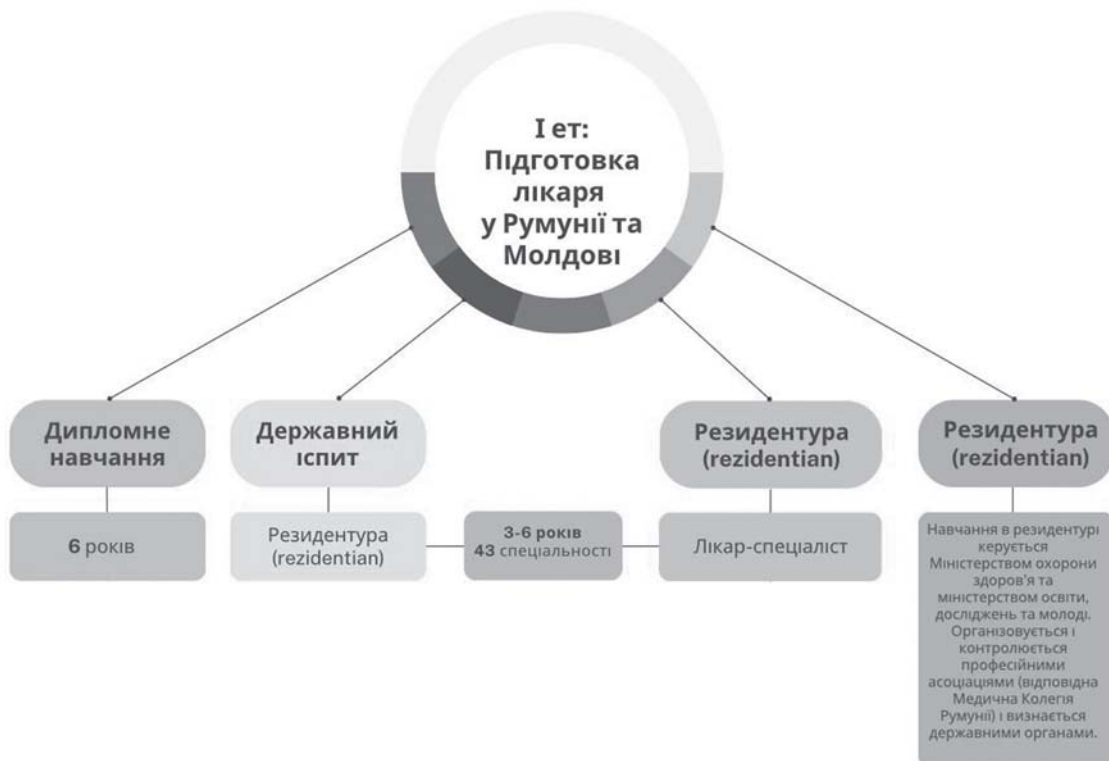 І ет:
Підготовка
лікаря
у Румунії та
Молдові
Дипломне
навчання
6 років
Державний
іспит
Резидентура
(rezidentian)
3-6 років
43 спеціальності
Резидентура
(rezidentian)
Лікар-спеціаліст
Резидентура
(rezidentian)
Навчання в резидентурі
керується
Міністерством охорони
здоров'я та
міністерством освіти,
досліджень та молоді.
Організовується і
контролюється
професійними
асоціаціями (відповідна
Медична Колегія
Румунії) і визнається
державними органами.